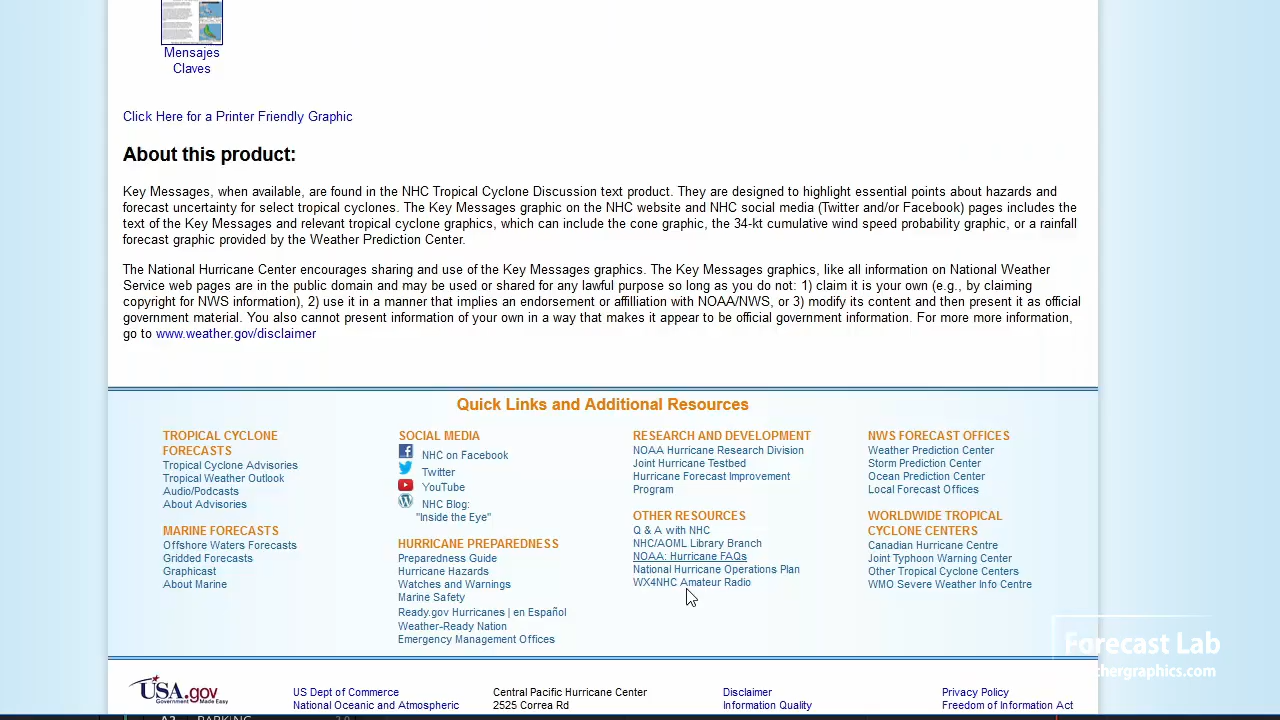 Mensajes
Claves
Click Here for a Printer Friendly Graphic
About this product:
Key Messages, when available, are found in the NHC Tropical Cyclone Discussion text product. They are designed to highlight essential points about hazards and
forecast uncertainty for select tropical cyclones. The Key Messages graphic on the NHC website and NHC social media (Twitter and/or Facebook) pages includes the
text of the Key Messages and relevant tropical cyclone graphics, which can include the cone graphic, the 34-kt cumulative wind speed probability graphic, or a rainfall
forecast graphic provided by the Weather Prediction Center.
The National Hurricane Center encourages sharing and use of the Key Messages graphics. The Key Messages graphics, like all information on National Weather
Service web pages are in the public domain and may be used or shared for any lawful purpose so long as you do not: 1) claim it is your own (e.g., by claiming
copyright for NWS information), 2) use it in a manner that implies an endorsement or affilliation with NOAA/NWS, or 3) modify its content and then present it as official
government material. You also cannot present information of your own in a way that makes it appear to be official government information. For more more information,
go to www.weather.gov/disclaimer
Quick Links and Additional Resources
TROPICAL CYCLONE
FORECASTS
Tropical Cyclone Advisories
Tropical Weather Outlook
Audio/Podcasts
About Advisories
MARINE FORECASTS
Offshore Waters Forecasts
Gridded Forecasts
Graphicast
About Marine
SOCIAL MEDIA
NHC on Facebook
Twitter
YouTube
NHC Blog:
"Inside the Eye"
HURRICANE PREPAREDNESS
Preparedness Guide
Hurricane Hazards
Watches and Warnings
Marine Safety
Ready.gov Hurricanes | en Español
Weather-Ready Nation
Emergency Management Offices
RESEARCH AND DEVELOPMENT
NOAA Hurricane Research Division
Joint Hurricane Testbed
Hurricane Forecast Improvement
Program
OTHER RESOURCES
Q & A with NHC
NHC/AOML Library Branch
NOAA: Hurricane FAQs
National Hurricane Operations Plan
WX4NHC Amateur Radio
NWS FORECAST OFFICES
Weather Prediction Center
Storm Prediction Center
Ocean Prediction Center
Local Forecast Offices
WORLDWIDE TROPICAL
CYCLONE CENTERS
Canadian Hurricane Centre
Joint Typhoon Warning Center
Other Tropical Cyclone Centers
WMO Severe Weather Info Centre
Forecast Lab
thergraphics.com
USA.gov
Government Made Easy
US Dept of Commerce
National Oceanic and Atmospheric
Central Pacific Hurricane Center
2525 Correa Rd
Disclaimer
Information Quality
Privacy Policy
Freedom of Information Act